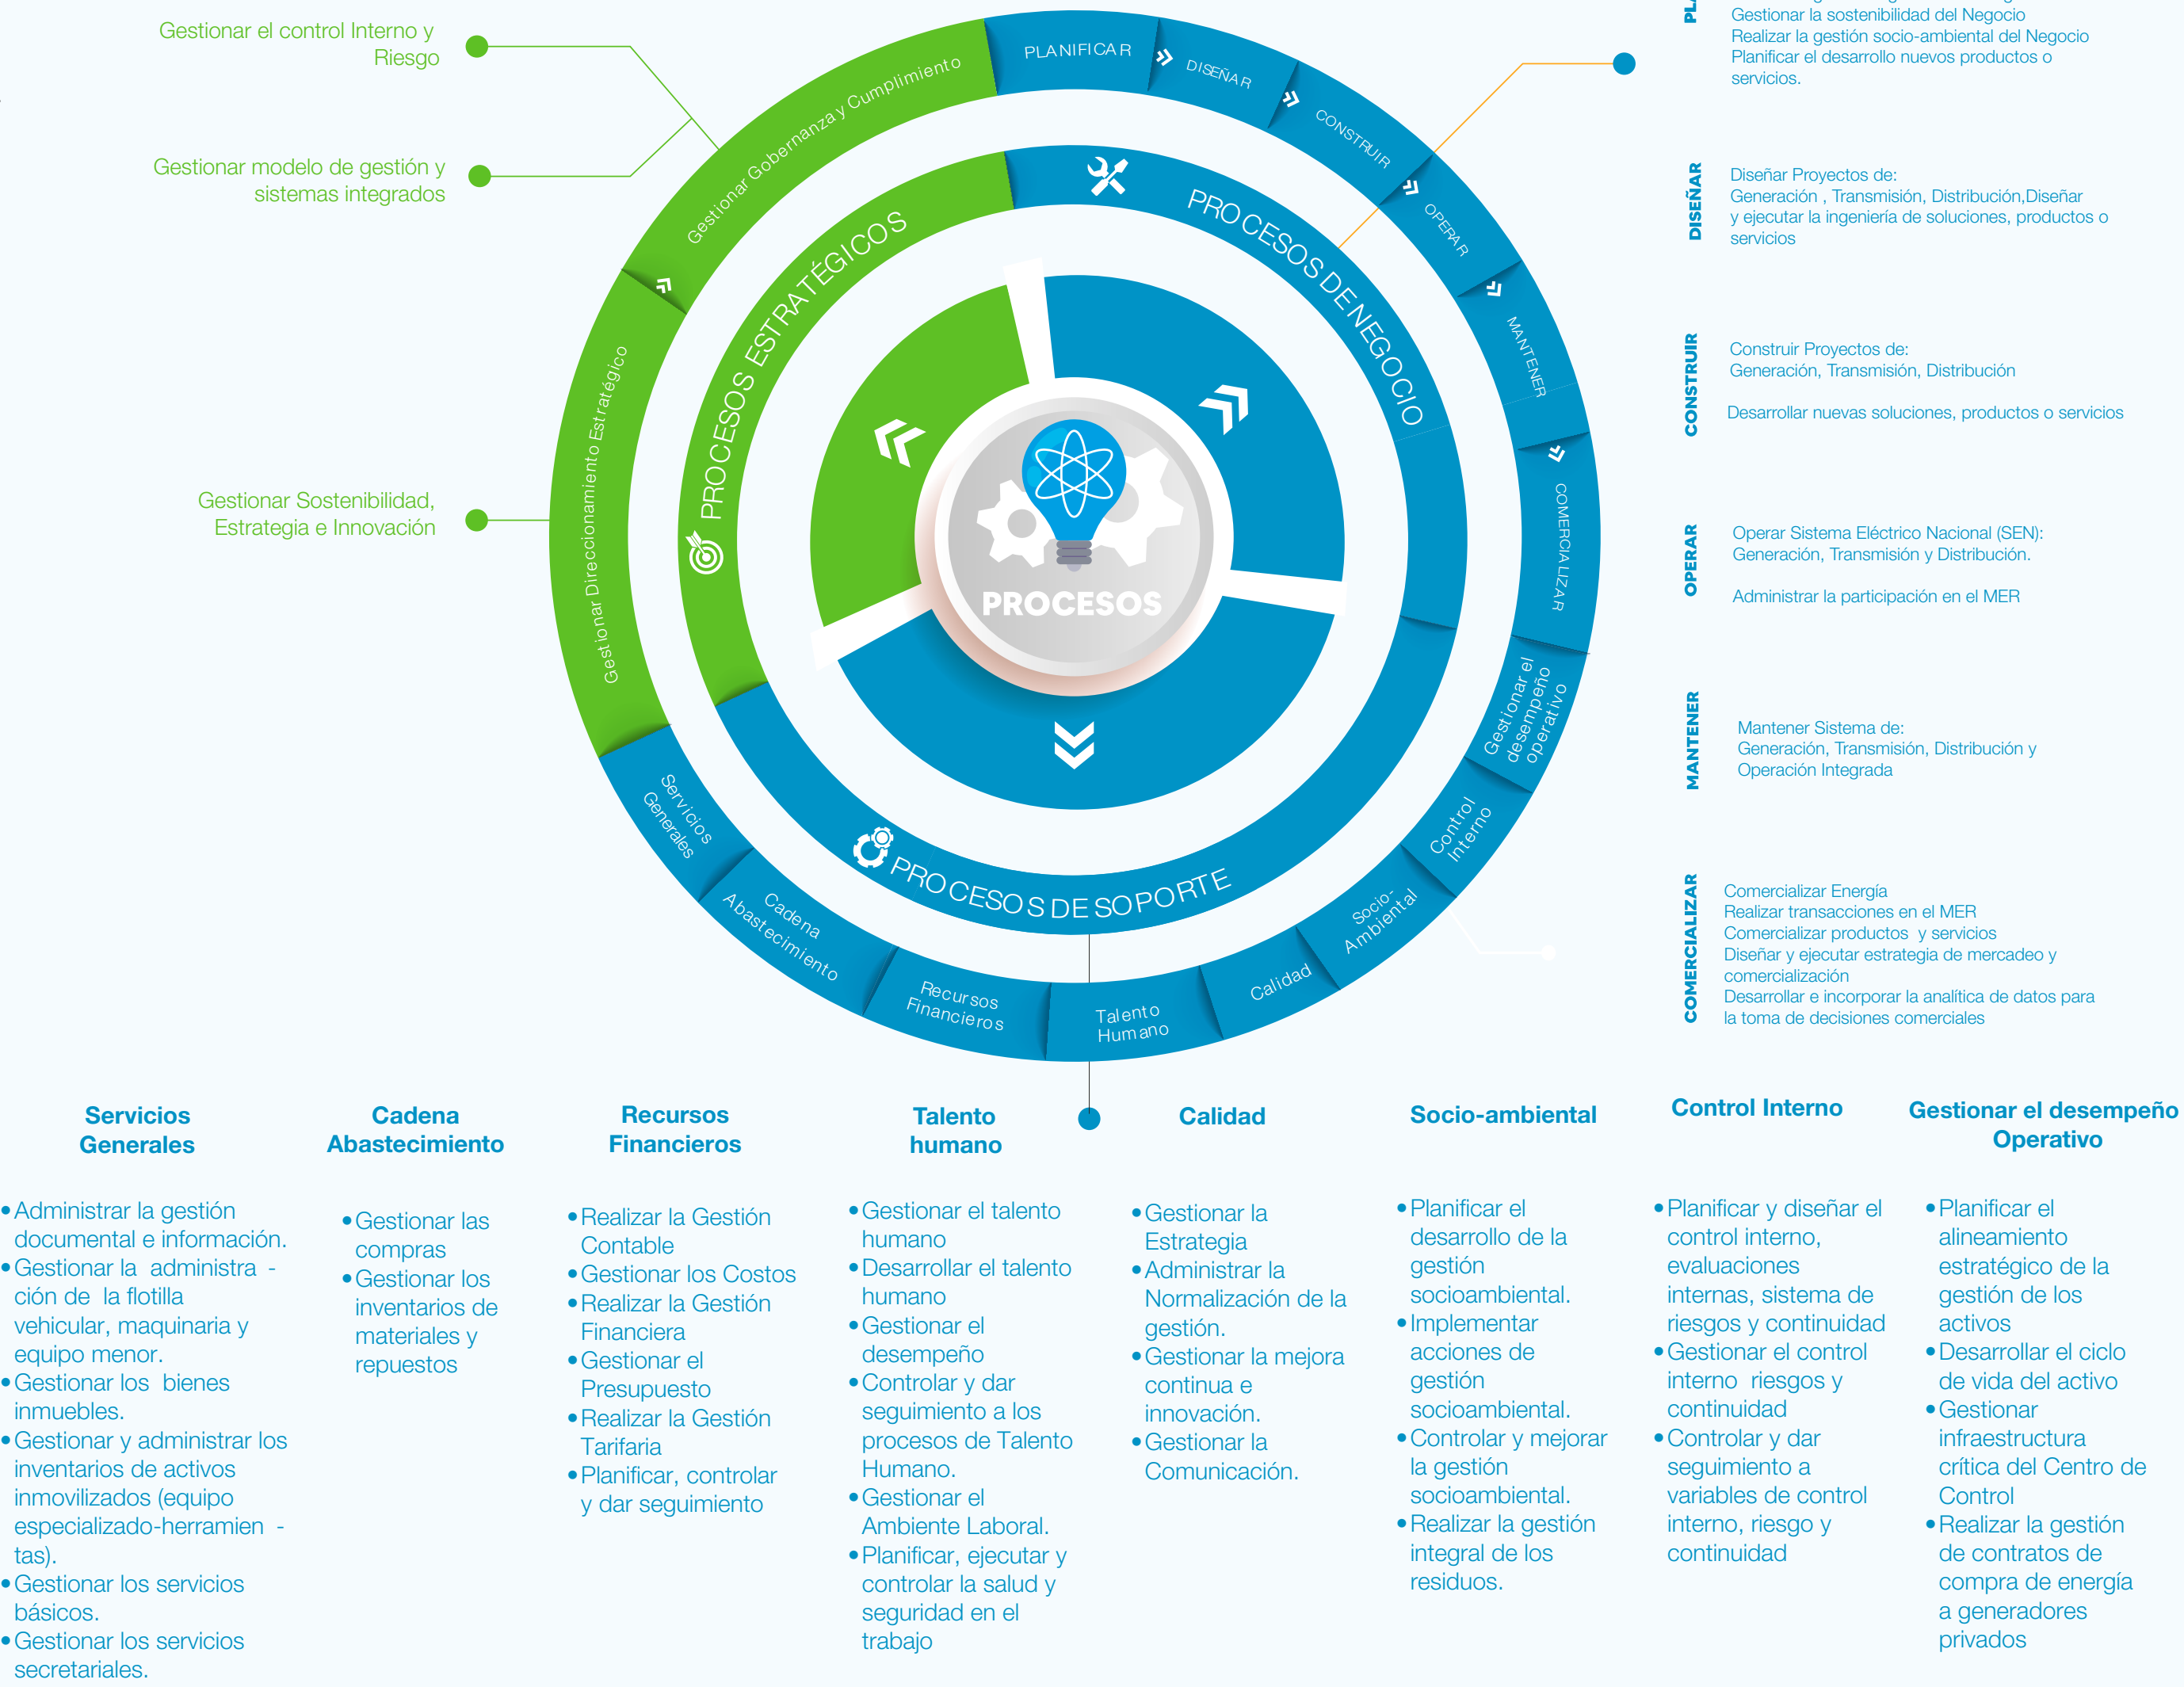 Gestionar el control Interno y
Riesgo
Gestionar modelo de gestión y
sistemas integrados
Gestionar Sostenibilidad,
Estrategia e Innovación
Gestionar Direccionamiento Estratégico
Gestionar Gobernanza y Cumplimiento
PLANIFICAR
DISEÑAR
CONSTRUIR
OPERAR
MANTENER
COMERCIALIZAR
Gestionar el
desempeño
operativo
Control
Interno
Socio-
Ambiental
Calidad
Talento
Humano
Recursos
Financieros
Cadena
Abastecimiento
Servicios
Generales
PROCESOS ESTRATÉGICOS
PROCESOS DE NEGOCIO
PROCESOS DE SOPORTE
PROCESOS
Gestionar la sostenibilidad del Negocio
Realizar la gestión socio-ambiental del Negocio
Planificar el desarrollo nuevos productos o
servicios.
DISEÑAR
Diseñar Proyectos de:
Generación , Transmisión, Distribución,Diseñar
y ejecutar la ingeniería de soluciones, productos o
servicios
CONSTRUIR
Construir Proyectos de:
Generación, Transmisión, Distribución
Desarrollar nuevas soluciones, productos o servicios
OPERAR
Operar Sistema Eléctrico Nacional (SEN):
Generación, Transmisión y Distribución.
Administrar la participación en el MER
MANTENER
Mantener Sistema de:
Generación, Transmisión, Distribución y
Operación Integrada
COMERCIALIZAR
Comercializar Energía
Realizar transacciones en el MER
Comercializar productos  y servicios
Diseñar y ejecutar estrategia de mercadeo y
comercialización
Desarrollar e incorporar la analítica de datos para
la toma de decisiones comerciales
Servicios
Generales
•Administrar la gestión
documental e información.
•Gestionar la  administra -
ción de  la flotilla
vehicular, maquinaria y
equipo menor.
•Gestionar los  bienes
inmuebles.
•Gestionar y administrar los
inventarios de activos
inmovilizados (equipo
especializado-herramien -
tas).
•Gestionar los servicios
básicos.
•Gestionar los servicios
secretariales.
Cadena
Abastecimiento
•Gestionar las
compras
•Gestionar los
inventarios de
materiales y
repuestos
Recursos
Financieros
•Realizar la Gestión
Contable
•Gestionar los Costos
•Realizar la Gestión
Financiera
•Gestionar el
Presupuesto
•Realizar la Gestión
Tarifaria
•Planificar, controlar
y dar seguimiento
Talento
humano
•Gestionar el talento
humano
•Desarrollar el talento
humano
•Gestionar el
desempeño
•Controlar y dar
seguimiento a los
procesos de Talento
Humano.
•Gestionar el
Ambiente Laboral.
•Planificar, ejecutar y
controlar la salud y
seguridad en el
trabajo
Calidad
•Gestionar la
Estrategia
•Administrar la
Normalización de la
gestión.
•Gestionar la mejora
continua e
innovación.
•Gestionar la
Comunicación.
Socio-ambiental
•Planificar el
desarrollo de la
gestión
socioambiental.
•Implementar
acciones de
gestión
socioambiental.
•Controlar y mejorar
la gestión
socioambiental.
•Realizar la gestión
integral de los
residuos.
Control Interno
•Planificar y diseñar el
control interno,
evaluaciones
internas, sistema de
riesgos y continuidad
•Gestionar el control
interno  riesgos y
continuidad
•Controlar y dar
seguimiento a
variables de control
interno, riesgo y
continuidad
Gestionar el desempeño
Operativo
•Planificar el
alineamiento
estratégico de la
gestión de los
activos
•Desarrollar el ciclo
de vida del activo
•Gestionar
infraestructura
crítica del Centro de
Control
•Realizar la gestión
de contratos de
compra de energía
a generadores
privados